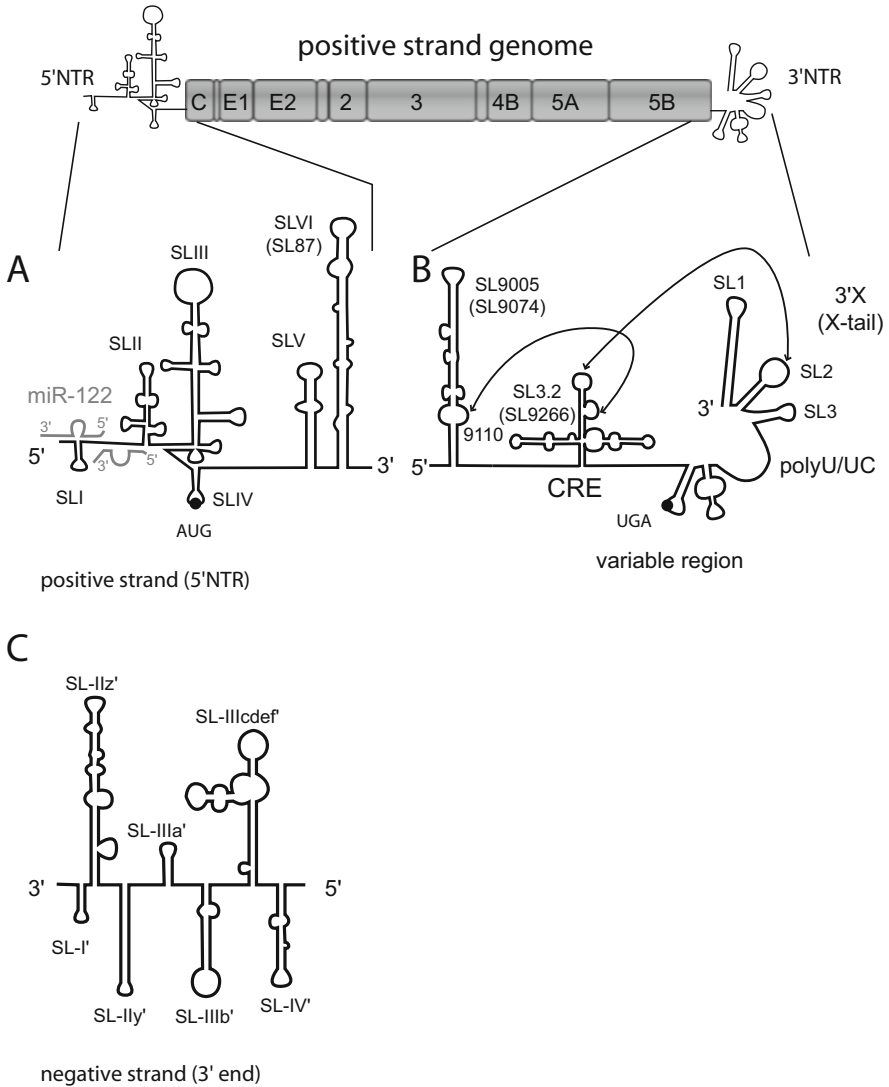 positive strand genome
5'NTR
3'NTR
C
E1
E2
2
3
4B
5A
5B
A
SLVI
(SL87)
SLIII
SLV
SLII
miR-122
3'
5'
5'
3'
5'
SLI
SLIV
AUG
3'
positive strand (5'NTR)
B
SL9005
(SL9074)
SL1
3'X
(X-tail)
SL2
SL3.2
(SL9266)
3'
SL3
9110
5'
CRE
polyU/UC
UGA
variable region
C
SL-IIz'
SL-IIIcdef'
SL-IIIa'
3'
5'
SL-I'
SL-IIy'
SL-IIIb'
SL-IV'
negative strand (3' end)